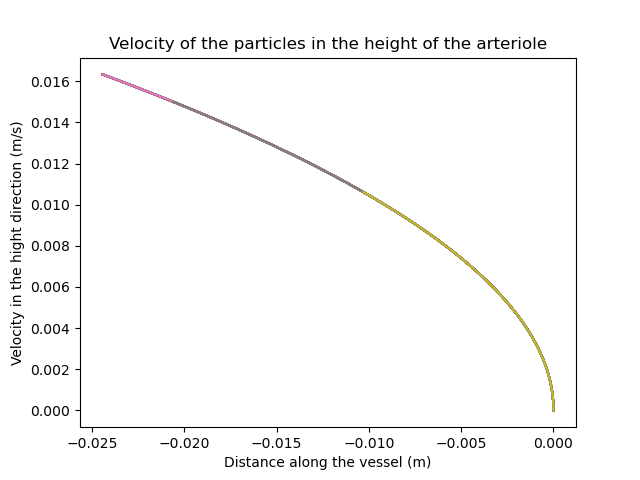 Velocity of the particles in the height of the arteriole
Velocity in the hight direction (m/s)
0.016
0.014
0.012
0.010
0.008
0.006
0.004
0.002
0.000
−0.025 −0.020 −0.015 −0.010 −0.005 0.000
Distance along the vessel (m)